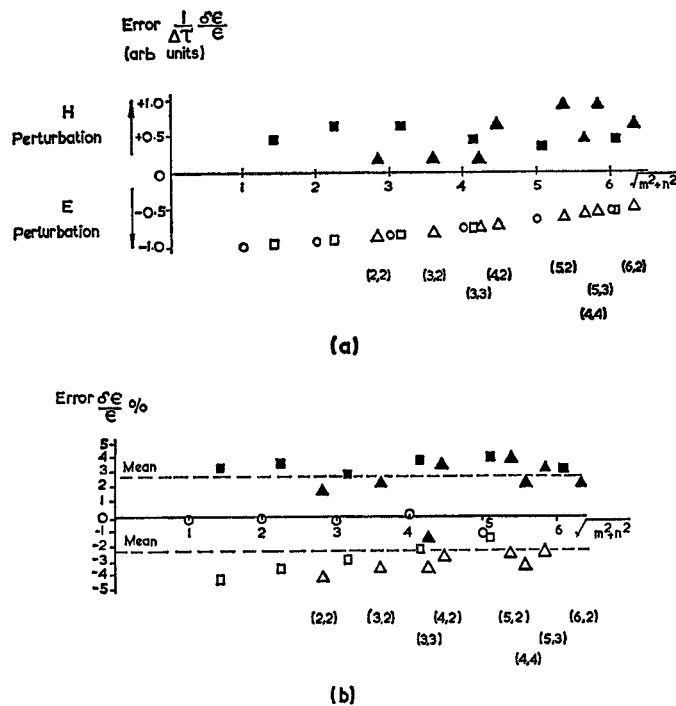 Error 1/Δτ δϵ/ϵ
(arb units)
H
Perturbation
+1.0
+0.5
0
1 2 3 4 5 6 √m²+n²
E
Perturbation
-0.5
-1.0
(2,2) (3,2) (4,2) (5,2) (6,2)
(3,3) (5,3)
(4,4)
(a)
Error δϵ/ϵ %
5
4
Mean
3
2
1
0
1 2 3 4 5 6 √m²+n²
-1
Mean
-2
-3
-4
-5
(2,2) (3,2) (4,2) (5,2) (6,2)
(3,3) (5,3)
(4,4)
(b)